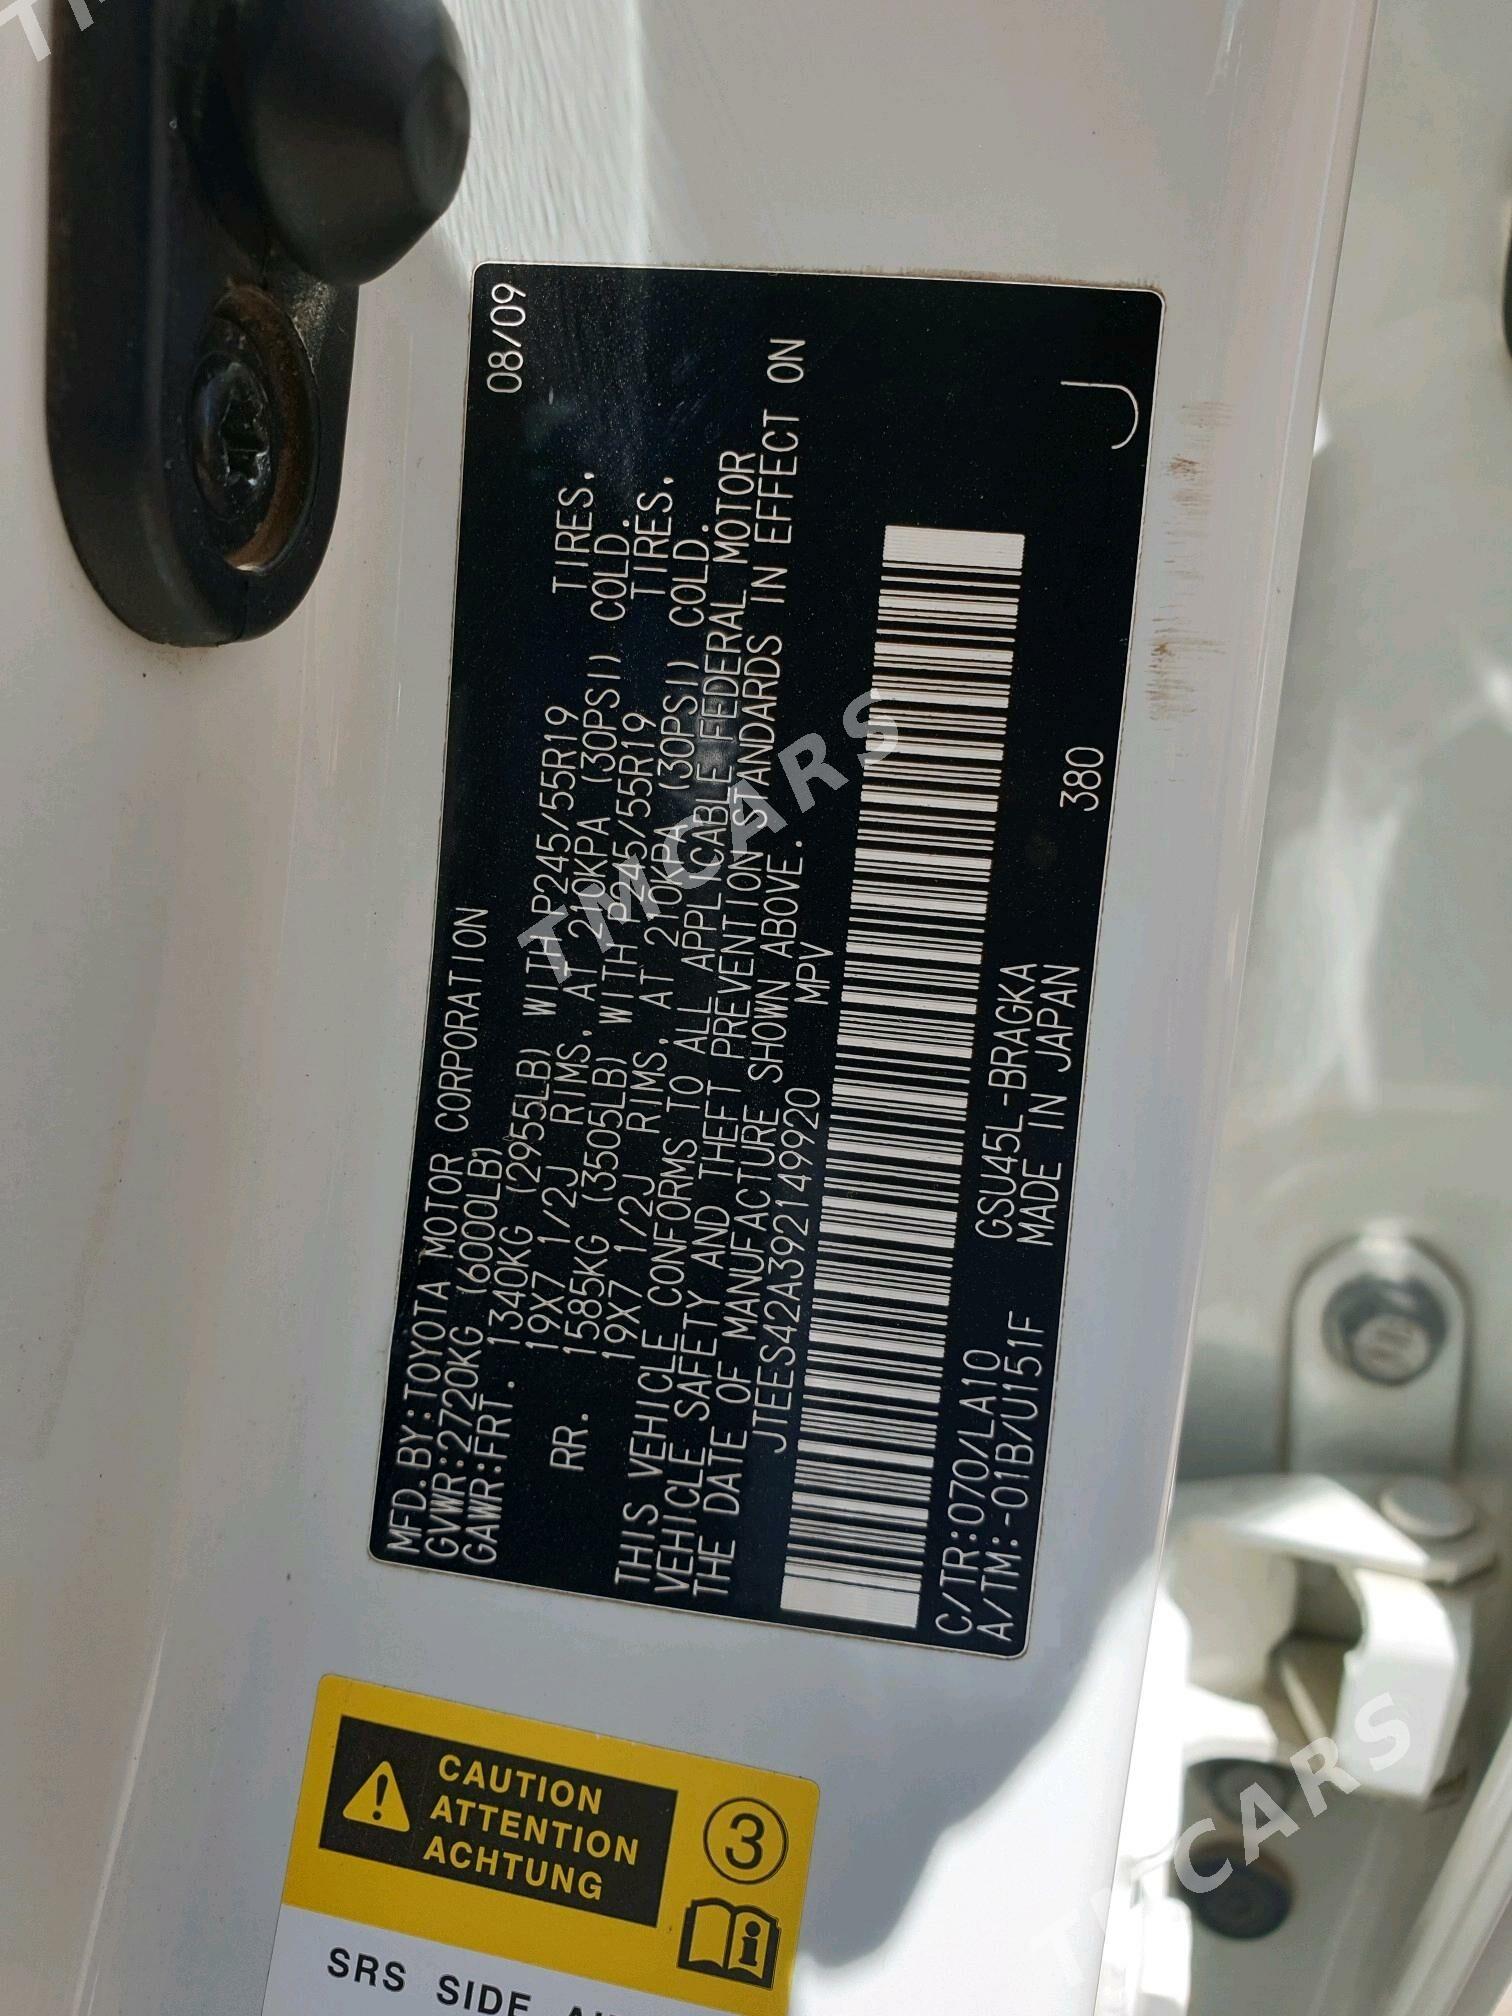 MFD.BY:TOYOTA MOTOR CORPORATION 08/09
GVWR:2720KG (6000LB)
GAWR:FRT. 1340KG (2955LB) WITH P245/55R19 TIRES,
19X7 1/2J RIMS, AT 210KPA (30PSI) COLD.
RR. 1585KG (3505LB) WITH P245/55R19 TIRES,
19X7 1/2J RIMS, AT 210KPA (30PSI) COLD.
THIS VEHICLE CONFORMS TO ALL APPLICABLE FEDERAL MOTOR
VEHICLE SAFETY AND THEFT PREVENTION STANDARDS IN EFFECT ON
THE DATE OF MANUFACTURE SHOWN ABOVE.
JTEES42A392149920 MPV
C/TR:070/LA10 GSU45L-BRAGKA 380 J
A/TM:-01B/U151F MADE IN JAPAN
CAUTION
ATTENTION
ACHTUNG
3
SRS SIDE
TMCARS
TMCARS